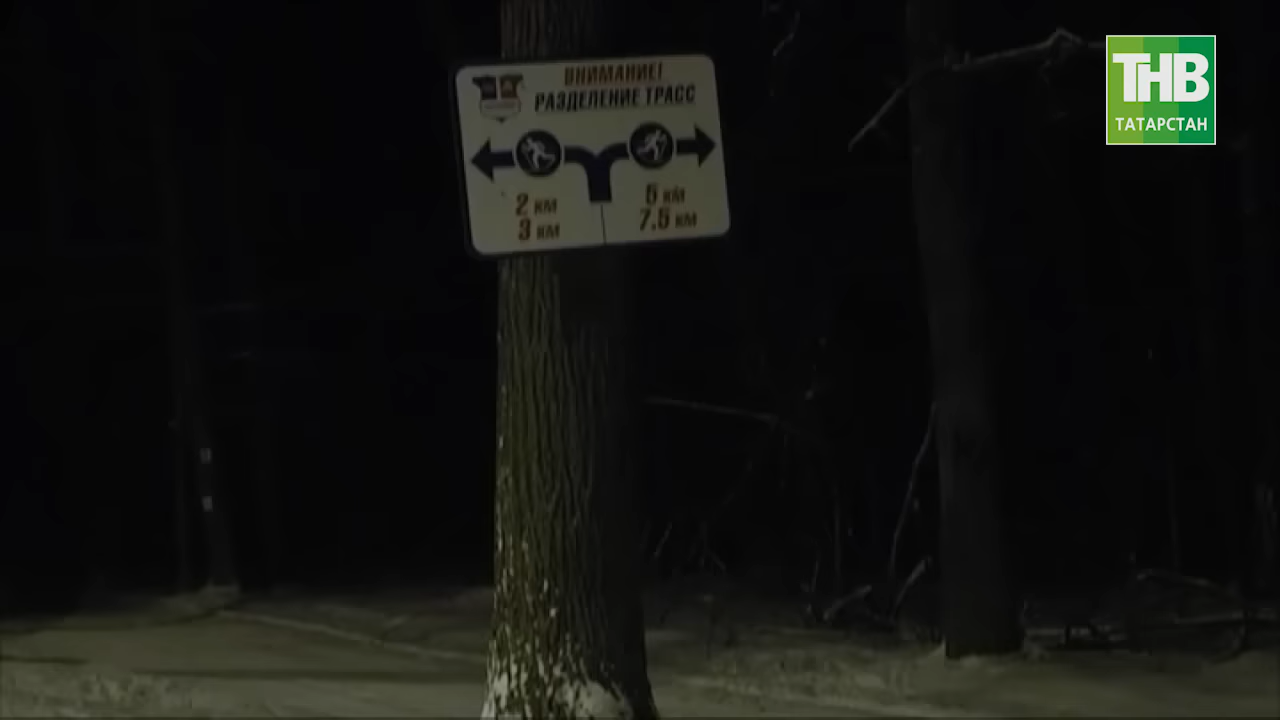 ВНИМАНИЕ!
РАЗДЕЛЕНИЕ ТРАСС
2 КМ
3 КМ
5 КМ
7.5 КМ
ТНВ
ТАТАРСТАН